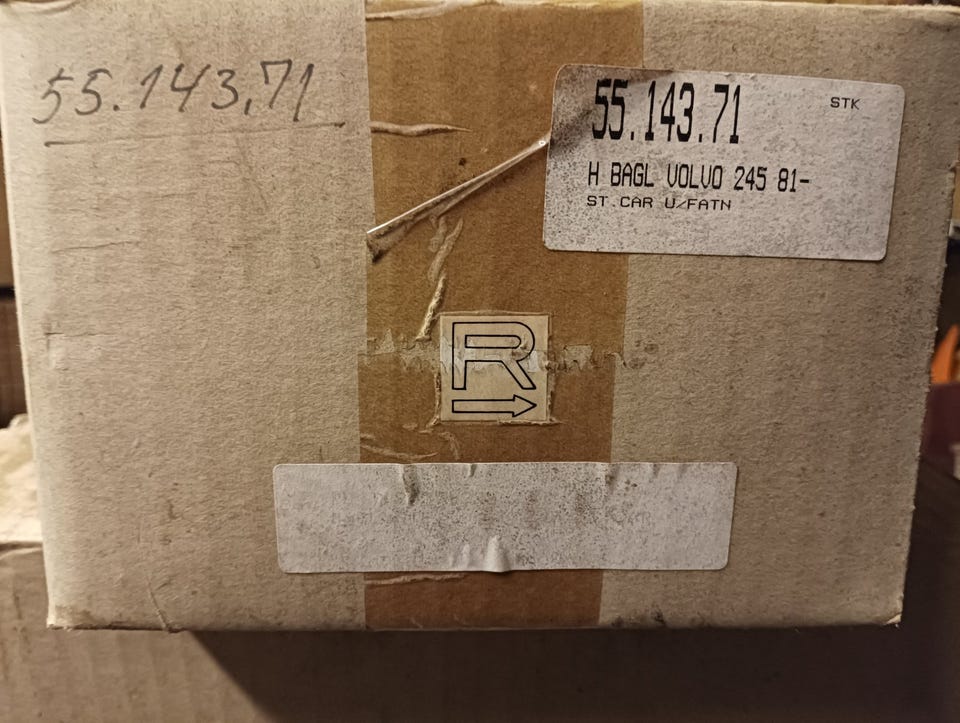 55.143.71
55.143.71
STK
H BAGL VOLVO 245 81-
ST.CAR U/FATN
R